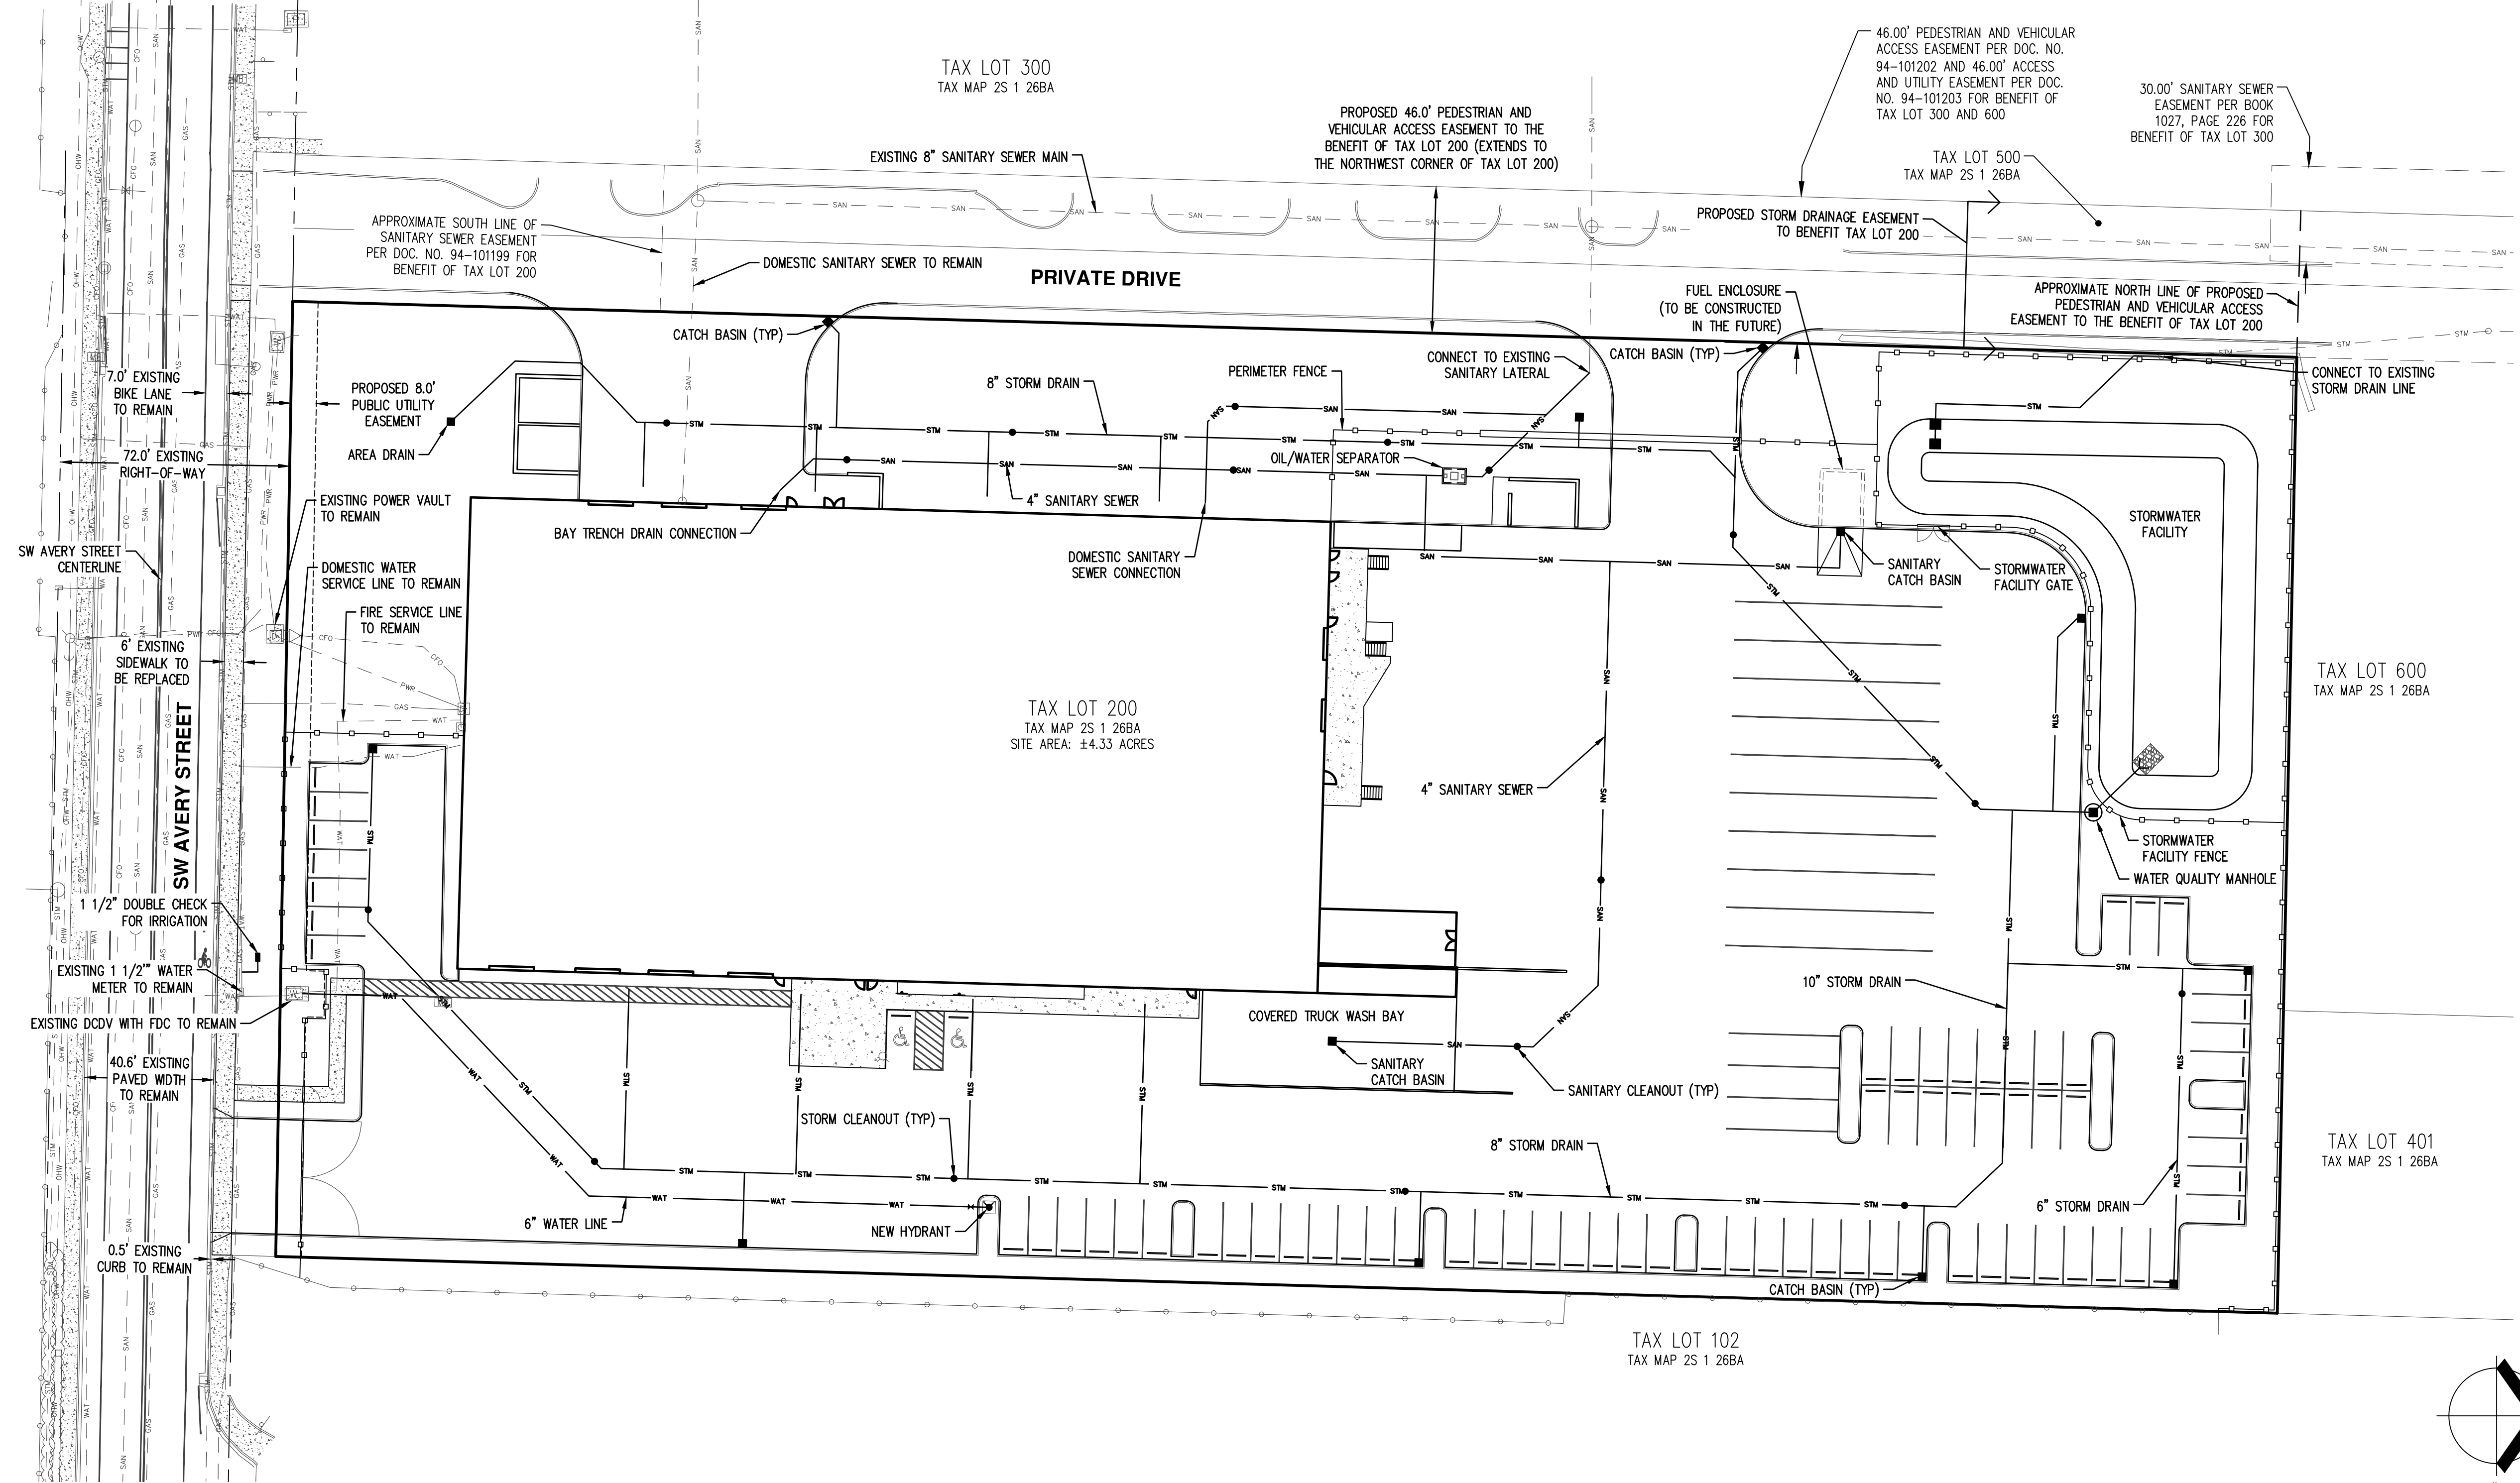 TAX LOT 300
TAX MAP 2S 1 26BA
46.00' PEDESTRIAN AND VEHICULAR
ACCESS EASEMENT PER DOC. NO.
94-101202 AND 46.00' ACCESS
AND UTILITY EASEMENT PER DOC.
NO. 94-101203 FOR BENEFIT OF
TAX LOT 300 AND 600
30.00' SANITARY SEWER
EASEMENT PER BOOK
1027, PAGE 226 FOR
BENEFIT OF TAX LOT 300
PROPOSED 46.0' PEDESTRIAN AND
VEHICULAR ACCESS EASEMENT TO THE
BENEFIT OF TAX LOT 200 (EXTENDS TO
THE NORTHWEST CORNER OF TAX LOT 200)
EXISTING 8" SANITARY SEWER MAIN
TAX LOT 500
TAX MAP 2S 1 26BA
APPROXIMATE SOUTH LINE OF
SANITARY SEWER EASEMENT
PER DOC. NO. 94-101199 FOR
BENEFIT OF TAX LOT 200
PROPOSED STORM DRAINAGE EASEMENT
TO BENEFIT TAX LOT 200
DOMESTIC SANITARY SEWER TO REMAIN
PRIVATE DRIVE
FUEL ENCLOSURE
(TO BE CONSTRUCTED
IN THE FUTURE)
APPROXIMATE NORTH LINE OF PROPOSED
PEDESTRIAN AND VEHICULAR ACCESS
EASEMENT TO THE BENEFIT OF TAX LOT 200
CATCH BASIN (TYP)
CATCH BASIN (TYP)
CONNECT TO EXISTING
SANITARY LATERAL
CONNECT TO EXISTING
STORM DRAIN LINE
7.0' EXISTING
BIKE LANE
TO REMAIN
PROPOSED 8.0'
PUBLIC UTILITY
EASEMENT
8" STORM DRAIN
PERIMETER FENCE
AREA DRAIN
72.0' EXISTING
RIGHT-OF-WAY
OIL/WATER SEPARATOR
EXISTING POWER VAULT
TO REMAIN
4" SANITARY SEWER
BAY TRENCH DRAIN CONNECTION
STORMWATER
FACILITY
SW AVERY STREET
CENTERLINE
DOMESTIC WATER
SERVICE LINE TO REMAIN
DOMESTIC SANITARY
SEWER CONNECTION
SANITARY
CATCH BASIN
STORMWATER
FACILITY GATE
FIRE SERVICE LINE
TO REMAIN
6' EXISTING
SIDEWALK TO
BE REPLACED
TAX LOT 600
TAX MAP 2S 1 26BA
TAX LOT 200
TAX MAP 2S 1 26BA
SITE AREA: ±4.33 ACRES
SW AVERY STREET
4" SANITARY SEWER
STORMWATER
FACILITY FENCE
WATER QUALITY MANHOLE
1 1/2" DOUBLE CHECK
FOR IRRIGATION
EXISTING 1 1/2'" WATER
METER TO REMAIN
10" STORM DRAIN
EXISTING DCDV WITH FDC TO REMAIN
COVERED TRUCK WASH BAY
40.6' EXISTING
PAVED WIDTH
TO REMAIN
SANITARY
CATCH BASIN
SANITARY CLEANOUT (TYP)
STORM CLEANOUT (TYP)
8" STORM DRAIN
TAX LOT 401
TAX MAP 2S 1 26BA
6" WATER LINE
NEW HYDRANT
6" STORM DRAIN
0.5' EXISTING
CURB TO REMAIN
CATCH BASIN (TYP)
TAX LOT 102
TAX MAP 2S 1 26BA